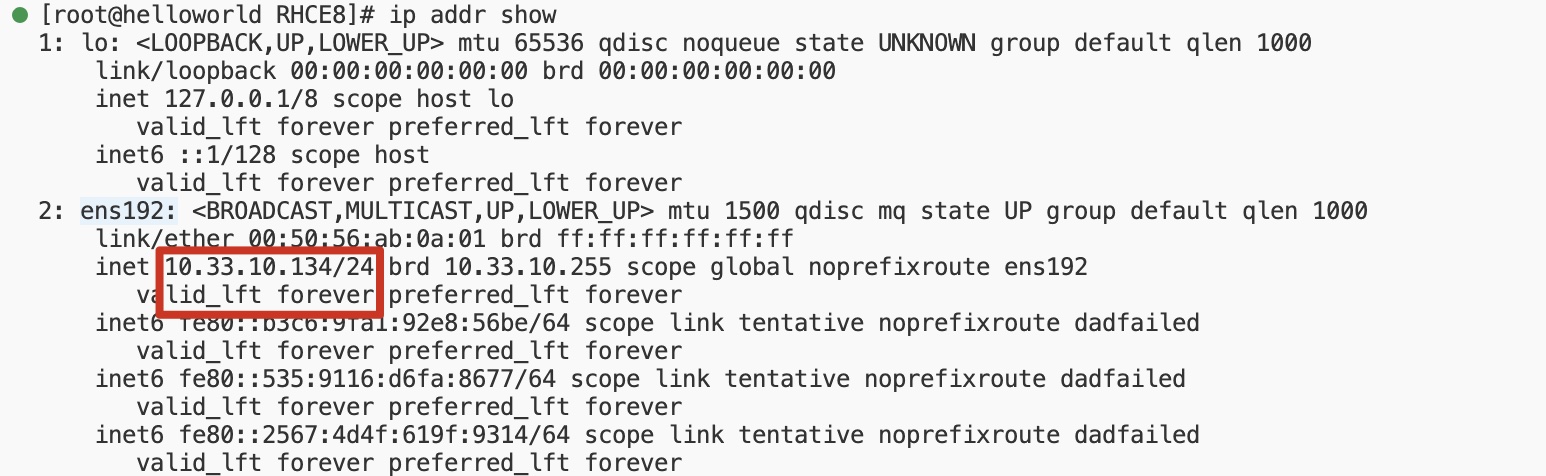 [root@helloworld RHCE8]# ip addr show
1: lo: <LOOPBACK,UP,LOWER_UP> mtu 65536 qdisc noqueue state UNKNOWN group default qlen 1000
link/loopback 00:00:00:00:00:00 brd 00:00:00:00:00:00
inet 127.0.0.1/8 scope host lo
valid_lft forever preferred_lft forever
inet6 ::1/128 scope host
valid_lft forever preferred_lft forever
2: ens192: <BROADCAST,MULTICAST,UP,LOWER_UP> mtu 1500 qdisc mq state UP group default qlen 1000
link/ether 00:50:56:ab:0a:01 brd ff:ff:ff:ff:ff:ff
inet 10.33.10.134/24 brd 10.33.10.255 scope global noprefixroute ens192
valid_lft forever preferred_lft forever
inet6 fe80::b3c6:9fa1:92e8:56be/64 scope link tentative noprefixroute dadfailed
valid_lft forever preferred_lft forever
inet6 fe80::535:9116:d6fa:8677/64 scope link tentative noprefixroute dadfailed
valid_lft forever preferred_lft forever
inet6 fe80::2567:4d4f:619f:9314/64 scope link tentative noprefixroute dadfailed
valid_lft forever preferred_lft forever